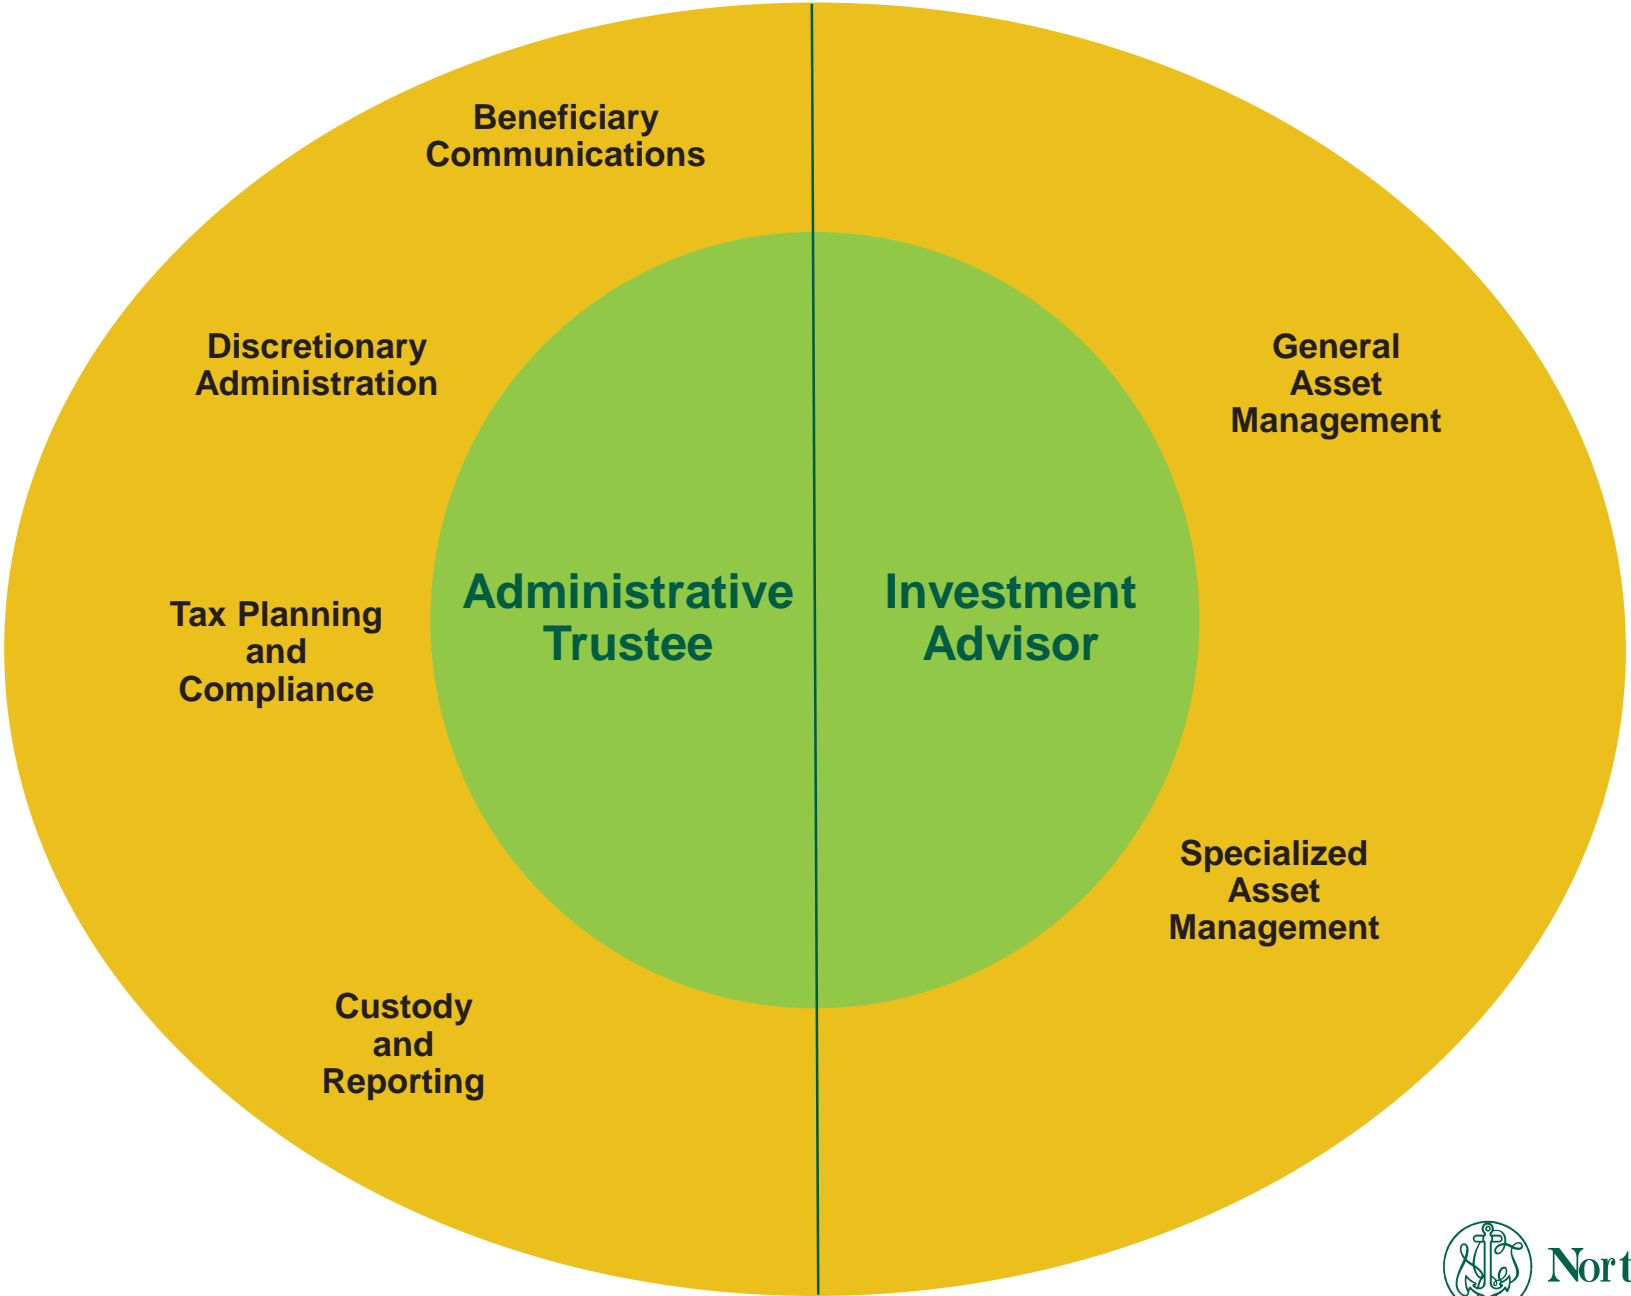 Beneficiary
Communications
Discretionary
Administration
Tax Planning
and
Compliance
Custody
and
Reporting
Administrative
Trustee
Investment
Advisor
General
Asset
Management
Specialized
Asset
Management
Nort